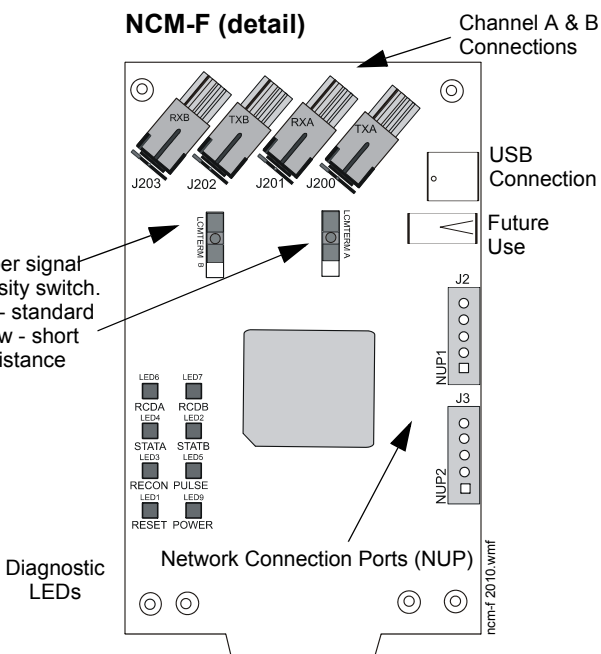 NCM-F (detail)
Channel A & B
Connections
RXB
TXB
RXA
TXA
J203
J202
J201
J200
USB
Connection
Future
Use
LCMTERM B
LCMTERM A
er signal
sity switch.
- standard
w - short
istance
J2
NUP1
J3
NUP2
LED6
LED7
RCDA
RCDB
LED4
LED2
STATA
STATB
LED3
LED5
RECON
PULSE
LED1
LED9
RESET
POWER
Network Connection Ports (NUP)
Diagnostic
LEDs
ncm-f 2010.wmf